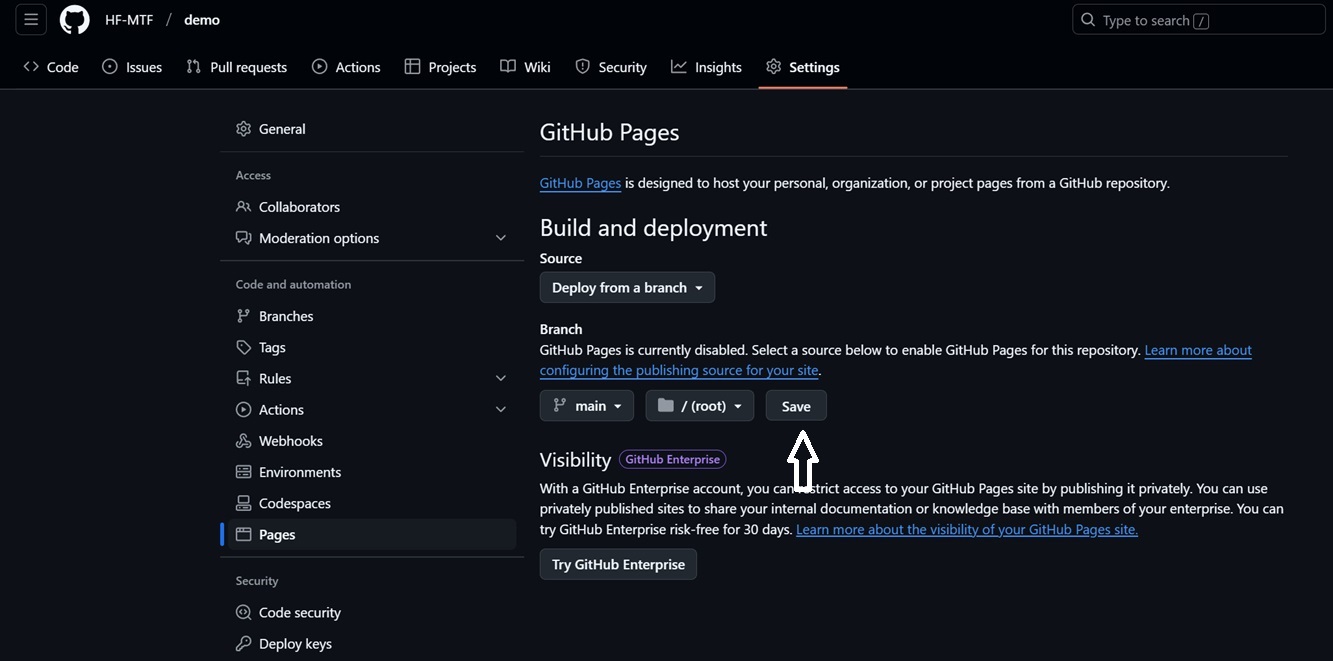 HF-MTF / demo
Type to search /
Code Issues Pull requests Actions Projects Wiki Security Insights Settings
General
Access
Collaborators
Moderation options
Code and automation
Branches
Tags
Rules
Actions
Webhooks
Environments
Codespaces
Pages
Security
Code security
Deploy keys
GitHub Pages
GitHub Pages is designed to host your personal, organization, or project pages from a GitHub repository.
Build and deployment
Source
Deploy from a branch
Branch
GitHub Pages is currently disabled. Select a source below to enable GitHub Pages for this repository. Learn more about
configuring the publishing source for your site.
main / (root) Save
Visibility GitHub Enterprise
With a GitHub Enterprise account, you can restrict access to your GitHub Pages site by publishing it privately. You can use
privately published sites to share your internal documentation or knowledge base with members of your enterprise. You can
try GitHub Enterprise risk-free for 30 days. Learn more about the visibility of your GitHub Pages site.
Try GitHub Enterprise